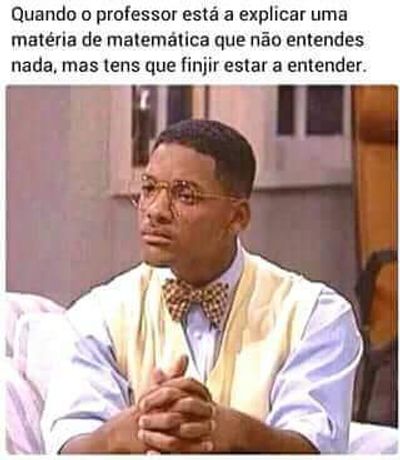 Quando o professor está a explicar uma
matéria de matemática que não entendes
nada, mas tens que finjir estar a entender.